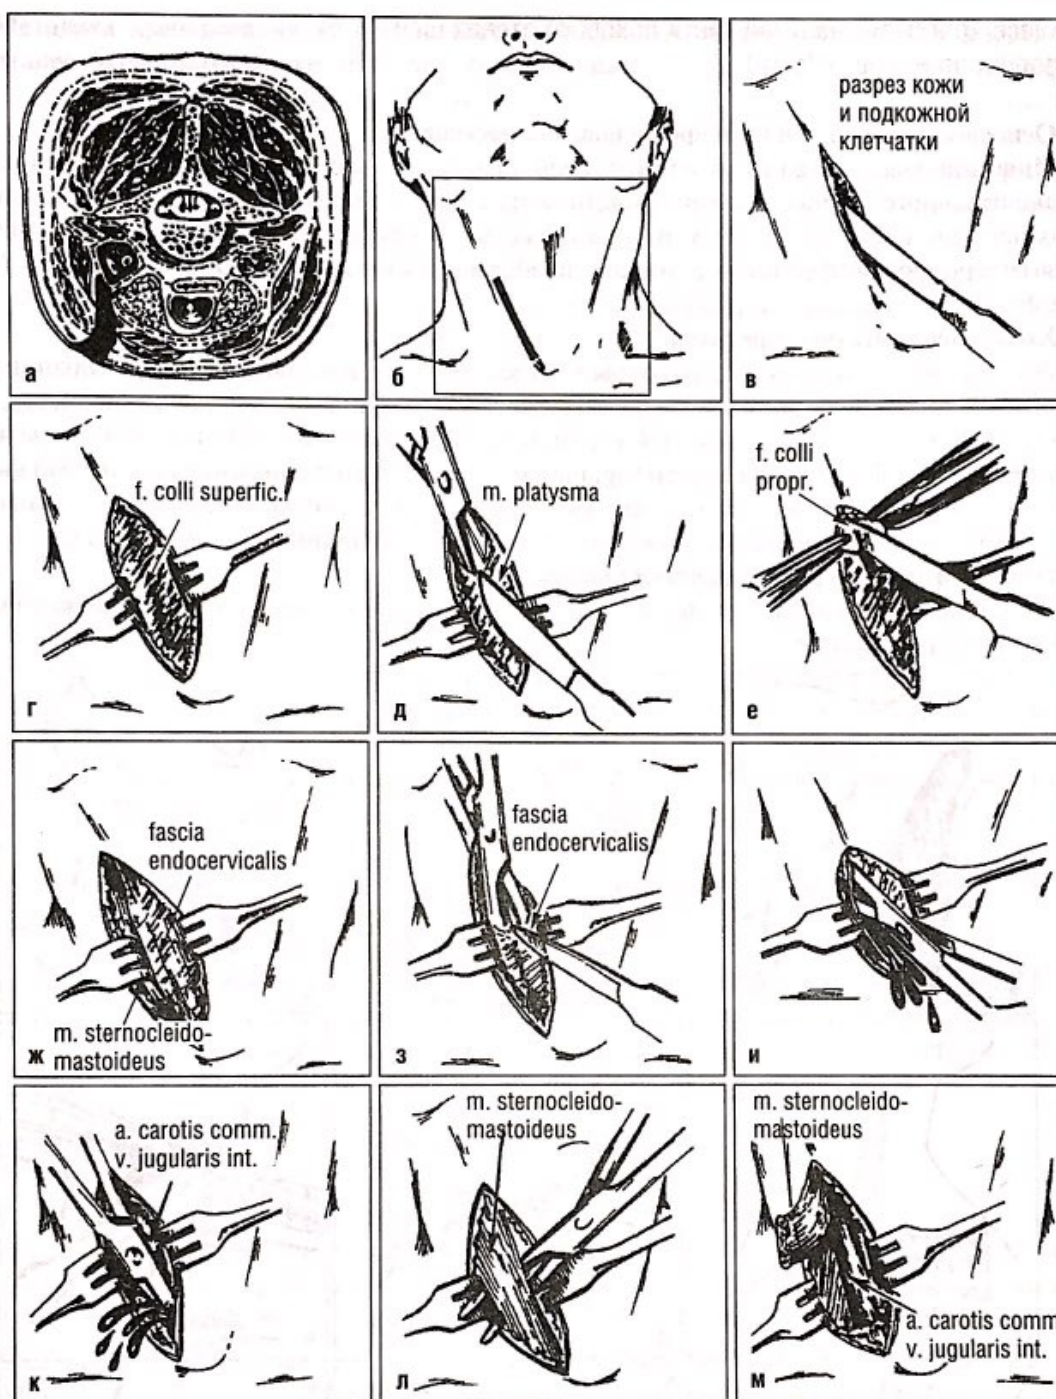 а
б
разрез кожи
и подкожной
клетчатки
в
f. colli superfic.
г
m. platysma
д
f. colli
propr.
е
fascia
endocervicalis
m. sternocleido-
mastoideus
ж
fascia
endocervicalis
з
и
a. carotis comm.
v. jugularis int.
к
m. sternocleido-
mastoideus
л
m. sternocleido-
mastoideus
a. carotis comm
v. jugularis int.
м